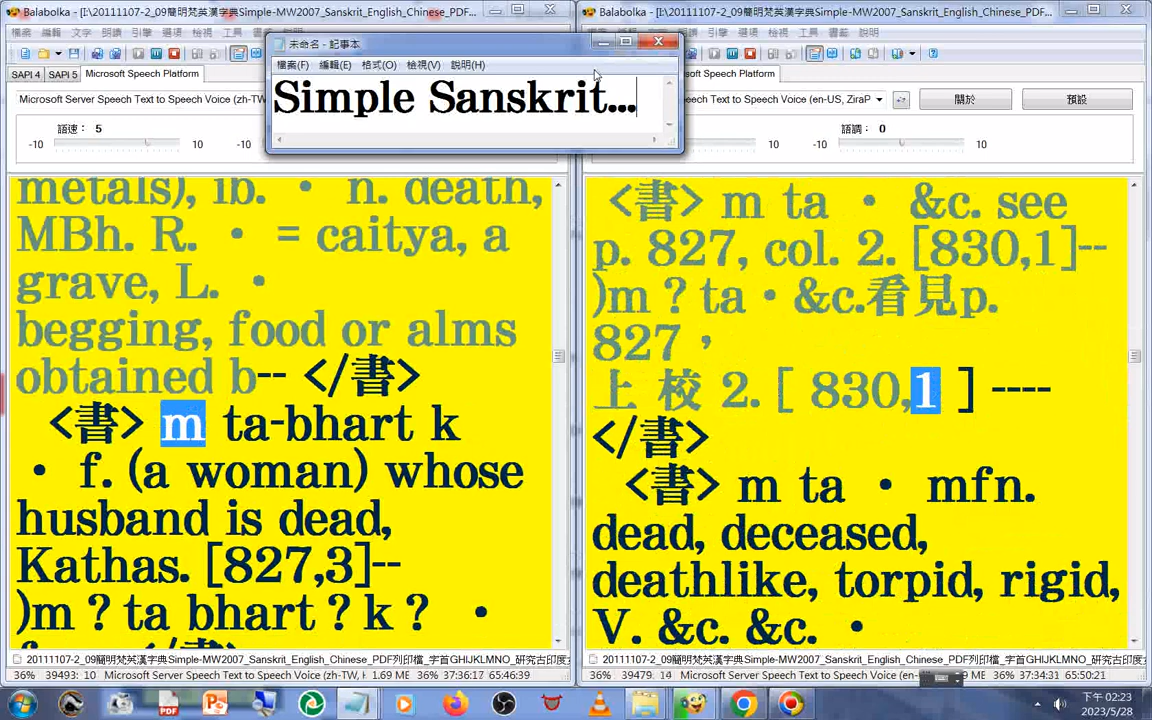 Balabolka - [I:\20111107-2_09簡明梵英漢字典Simple-MW2007_Sanskrit_English_Chinese_PDF...
SAPI 4 SAPI 5 Microsoft Speech Platform
Microsoft Server Speech Text to Speech Voice (zh-TW,
語速： 5
-10 10 -10
metals), ib. • n. death,
MBh. R. • = caitya, a
grave, L. •
begging, food or alms
obtained b-- </書>
<書> m ta-bhart k
• f. (a woman) whose
husband is dead,
Kathas. [827,3]--
)m ? ta bhart ? k ? •
20111107-2_09簡明梵英漢字典Simple-MW2007_Sanskrit_English_Chinese_PDF列印檔_字首GHIJKLMNO_研究古印度
36% 39493: 10 Microsoft Server Speech Text to Speech Voice (zh-TW, 1.69 MB 37:36:17 65:46:39
未命名 - 記事本
檔案(F) 編輯(E) 格式(O) 檢視(V) 說明(H)
Simple Sanskrit...
Balabolka - [I:\20111107-2_09簡明梵英漢字典Simple-MW2007_Sanskrit_English_Chinese_PDF...
Speech Platform
eech Text to Speech Voice (en-US, ZiraP
關於 預設
語調： 0
10 -10 10
<書> m ta • &c. see
p. 827, col. 2. [830,1]--
)m ? ta • &c.看見p.
827，
上 校 2. [ 830,1 ] ----
</書>
<書> m ta • mfn.
dead, deceased,
deathlike, torpid, rigid,
V. &c. &c. •
20111107-2_09簡明梵英漢字典Simple-MW2007_Sanskrit_English_Chinese_PDF列印檔_字首GHIJKLMNO_研究古印度
36% 39479: 14 Microsoft Server Speech Text to Speech Voice (en-US, 36% 37:34:31 65:50:21
下午 02:23
2023/5/28